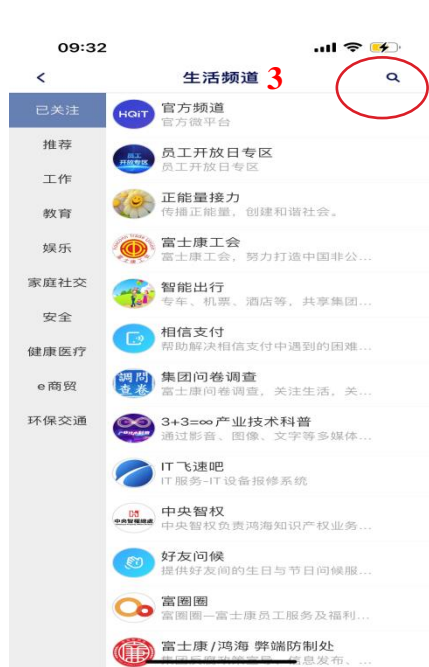 09:32
生活频道 3
已关注
推荐
工作
教育
娱乐
家庭社交
安全
健康医疗
e商贸
环保交通
HQiT
官方频道
官方微平台
员工
开放专区
员工开放日专区
员工开放日专区
正能量接力
传播正能量，创建和谐社会。
富士康工会
富士康工会，努力打造中国非公...
智能出行
专车、机票、酒店等，共享集团...
相信支付
帮助解决相信支付中遇到的困难...
調問
查卷
集团问卷调查
富士康问卷调查，关注生活，关...
3+3=∞产业技术科普
通过影音、图像、文字等多媒体...
IT飞速吧
IT服务-IT设备报修系统
中央智权
中央智权负责鸿海知识产权业务...
好友问候
提供好友间的生日与节日问候服...
富圈圈
富圈圈—富士康员工服务及福利...
富士康/鸿海 弊端防制处